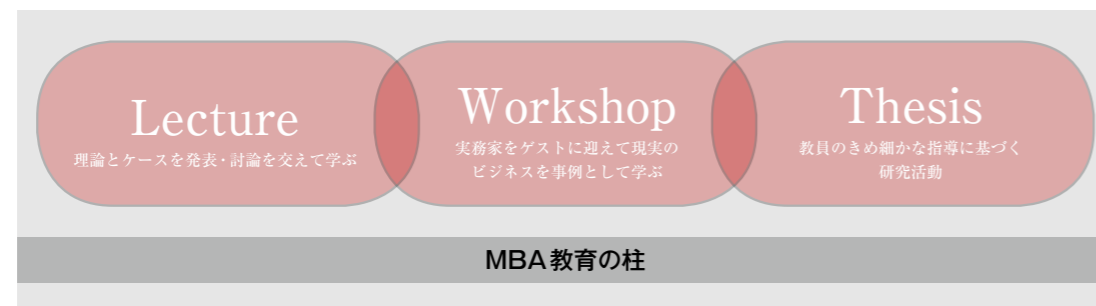 Lecture
理論とケースを発表・討論を交えて学ぶ
Workshop
実務家をゲストに迎えて現実の
ビジネスを事例として学ぶ
Thesis
教員のきめ細かな指導に基づく
研究活動
MBA教育の柱